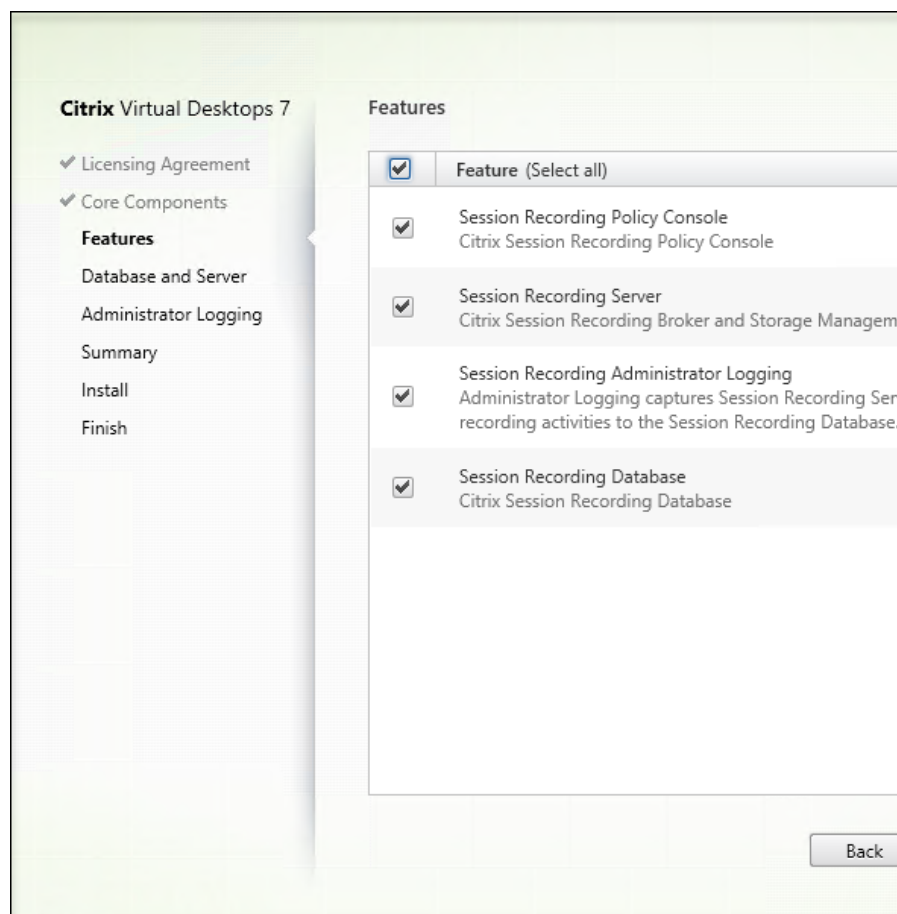 Citrix Virtual Desktops 7
Licensing Agreement
Core Components
Features
Database and Server
Administrator Logging
Summary
Install
Finish
Features
Feature (Select all)
Session Recording Policy Console
Citrix Session Recording Policy Console
Session Recording Server
Citrix Session Recording Broker and Storage Managem
Session Recording Administrator Logging
Administrator Logging captures Session Recording Ser
recording activities to the Session Recording Database.
Session Recording Database
Citrix Session Recording Database
Back